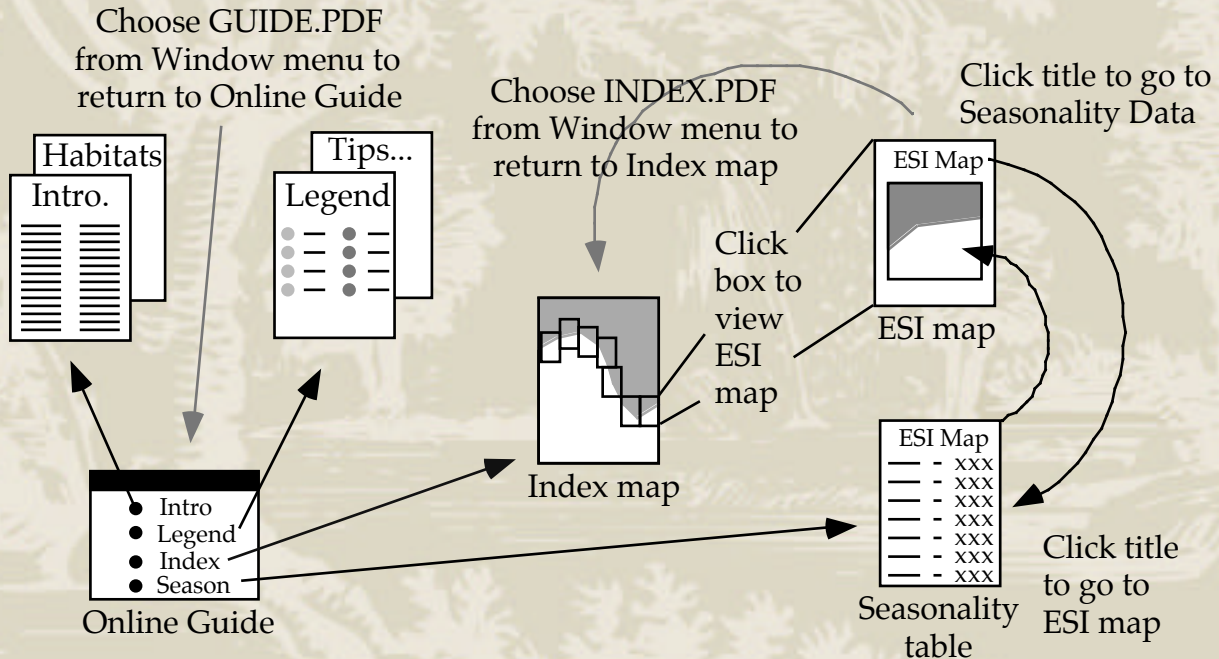 Choose GUIDE.PDF
from Window menu to
return to Online Guide
Habitats
Intro.
Tips...
Legend
Choose INDEX.PDF
from Window menu to
return to Index map
Click title to go to
Seasonality Data
ESI Map
ESI map
Click
box to
view
ESI
map
Index map
Intro
Legend
Index
Season
Online Guide
ESI Map
xxx
xxx
xxx
xxx
xxx
xxx
xxx
Seasonality
table
Click title
to go to
ESI map